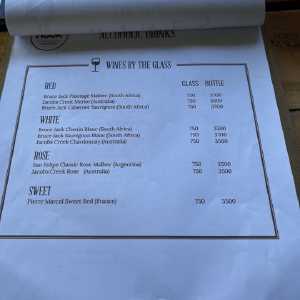 ALCOHOLIC DRINKS
WINES BY THE GLASS
RED GLASS BOTTLE
Bruce Jack Pinotage Malbec (South Africa) 750 3500
Jacobs Creek Merlot (Australia) 750 3500
Bruce Jack Cabernet Sauvignon (South Africa) 750 3500
WHITE
Bruce Jack Chenin Blanc (South Africa) 750 3500
Bruce Jack Sauvignon Blanc (South Africa) 750 3500
Jacobs Creek Chardonnay (Australia) 750 3500
ROSE
San Felipe Classic Rose Malbec (Argentina) 750 3500
Jacobs Creek Rose (Australia) 750 3500
SWEET
Pierre Marcel Sweet Red (France) 750 3500